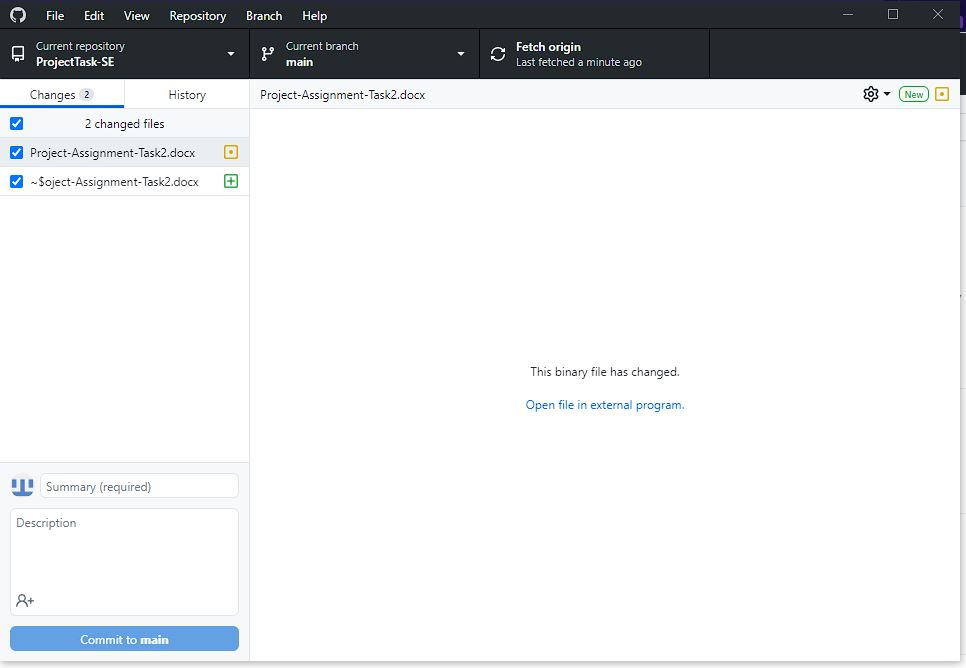 File Edit View Repository Branch Help
Current repository
ProjectTask-SE
Current branch
main
Fetch origin
Last fetched a minute ago
Changes 2
History
Project-Assignment-Task2.docx
New
2 changed files
Project-Assignment-Task2.docx
~$oject-Assignment-Task2.docx
This binary file has changed.
Open file in external program.
Summary (required)
Description
Commit to main